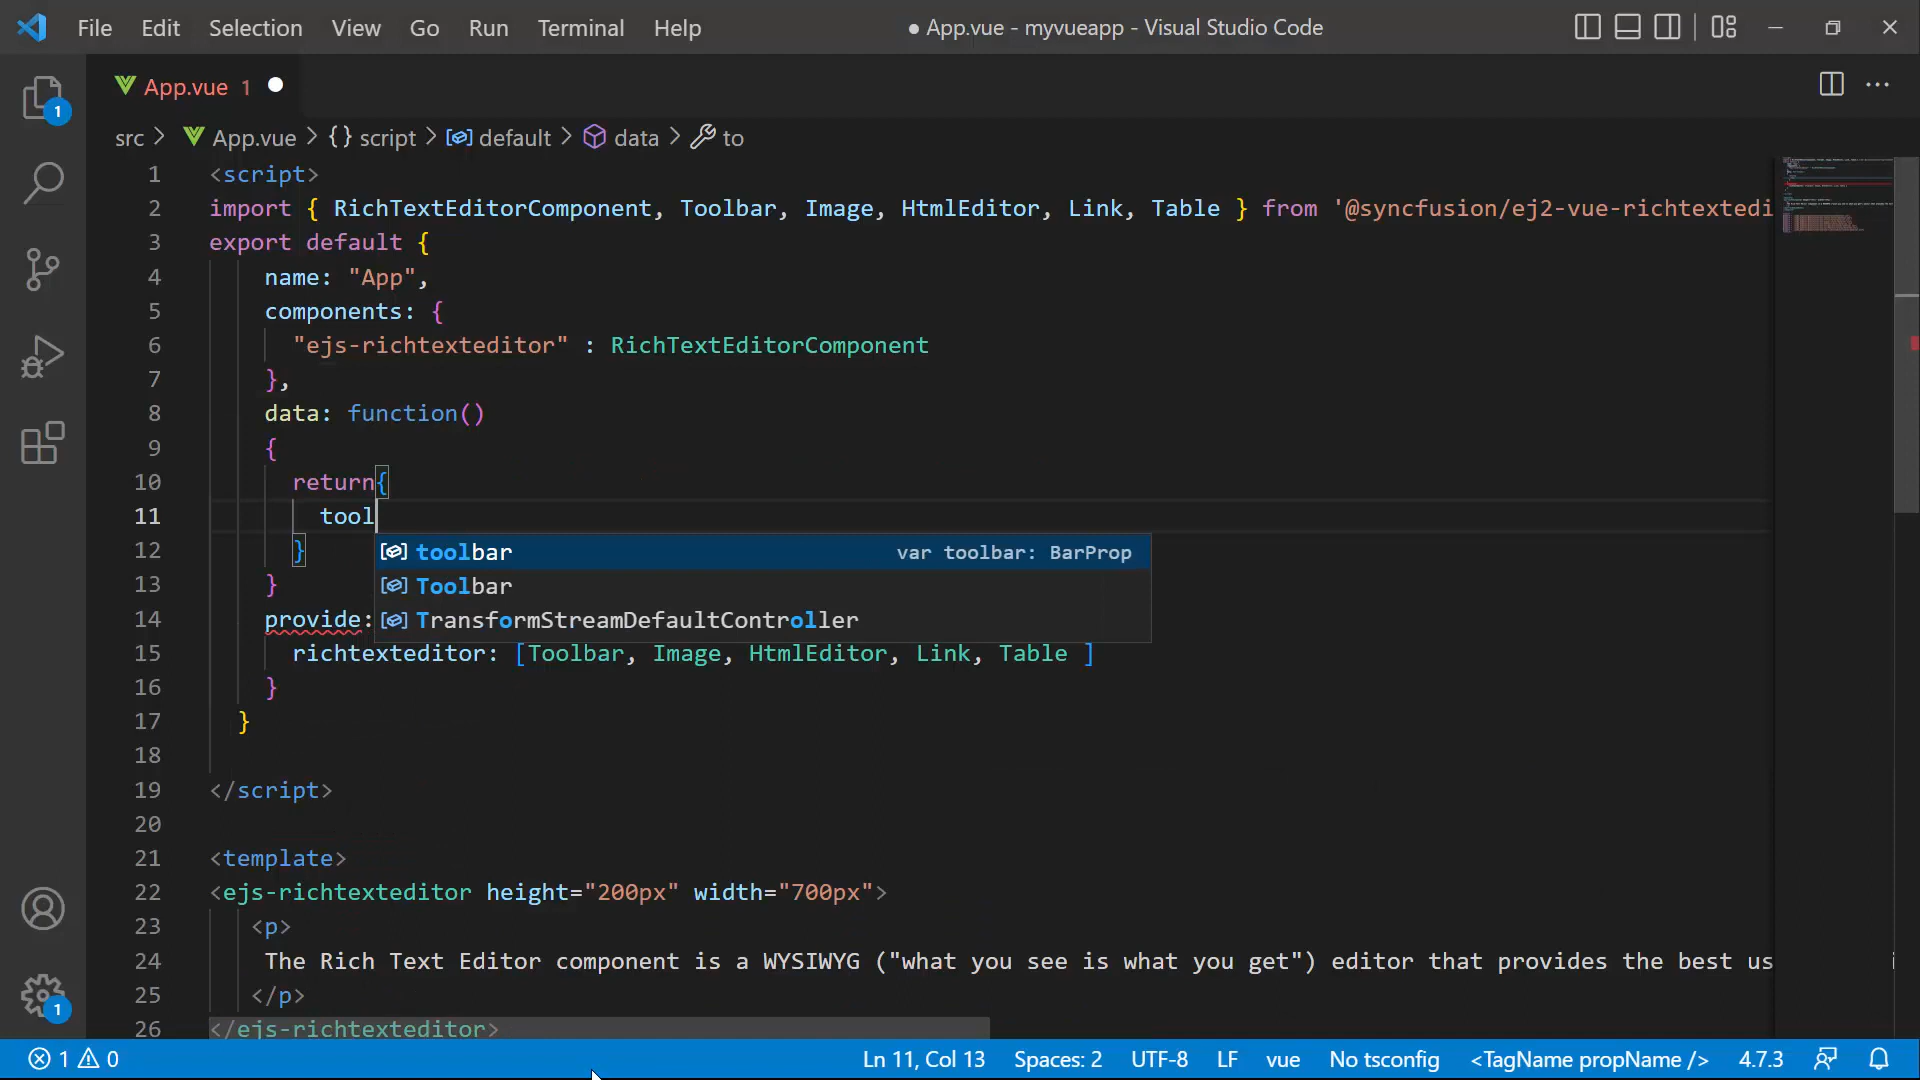 File Edit Selection View Go Run Terminal Help ● App.vue - myvueapp - Visual Studio Code
App.vue 1
src > App.vue > {} script > default > data > to
1 <script>
2 import { RichTextEditorComponent, Toolbar, Image, HtmlEditor, Link, Table } from '@syncfusion/ej2-vue-richtextedi
3 export default {
4 name: "App",
5 components: {
6 "ejs-richtexteditor" : RichTextEditorComponent
7 },
8 data: function()
9 {
10 return{
11 tool
12 }
toolbar var toolbar: BarProp
Toolbar
13 }
14 provide:
TransformStreamDefaultController
15 richtexteditor: [Toolbar, Image, HtmlEditor, Link, Table ]
16 }
17 }
18
19 </script>
20
21 <template>
22 <ejs-richtexteditor height="200px" width="700px">
23 <p>
24 The Rich Text Editor component is a WYSIWYG ("what you see is what you get") editor that provides the best us
25 </p>
26 </ejs-richtexteditor>
1
1 0 Ln 11, Col 13 Spaces: 2 UTF-8 LF vue No tsconfig <TagName propName /> 4.7.3